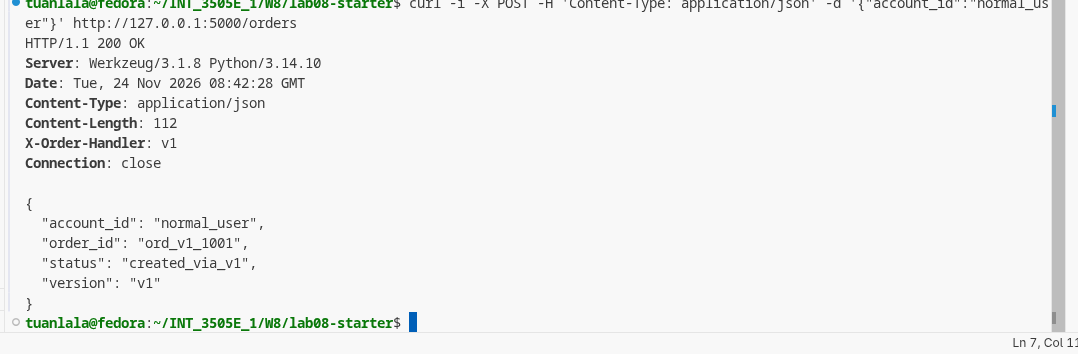 tuanlala@fedora:~/INT_3505E_1/W8/lab08-starter$ curl -i -X POST -H 'Content-Type: application/json' -d '{"account_id":"normal_us
er"}' http://127.0.0.1:5000/orders
HTTP/1.1 200 OK
Server: Werkzeug/3.1.8 Python/3.14.10
Date: Tue, 24 Nov 2026 08:42:28 GMT
Content-Type: application/json
Content-Length: 112
X-Order-Handler: v1
Connection: close
{
  "account_id": "normal_user",
  "order_id": "ord_v1_1001",
  "status": "created_via_v1",
  "version": "v1"
}
tuanlala@fedora:~/INT_3505E_1/W8/lab08-starter$
Ln 7, Col 11